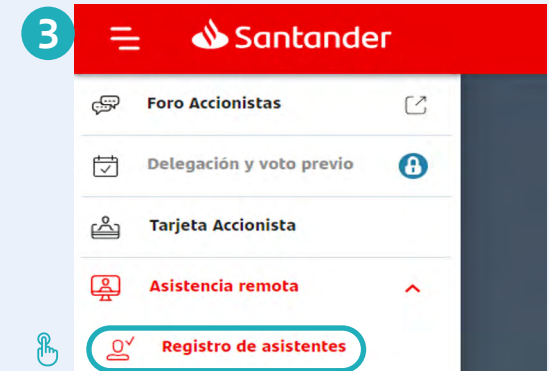 3
Santander
Foro Accionistas
Delegación y voto previo
Tarjeta Accionista
Asistencia remota
Registro de asistentes